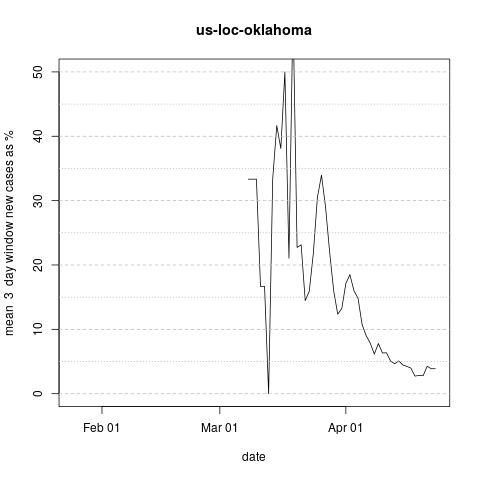 us-loc-oklahoma
mean 3 day window new cases as %
50
40
30
20
10
0
Feb 01
Mar 01
Apr 01
date